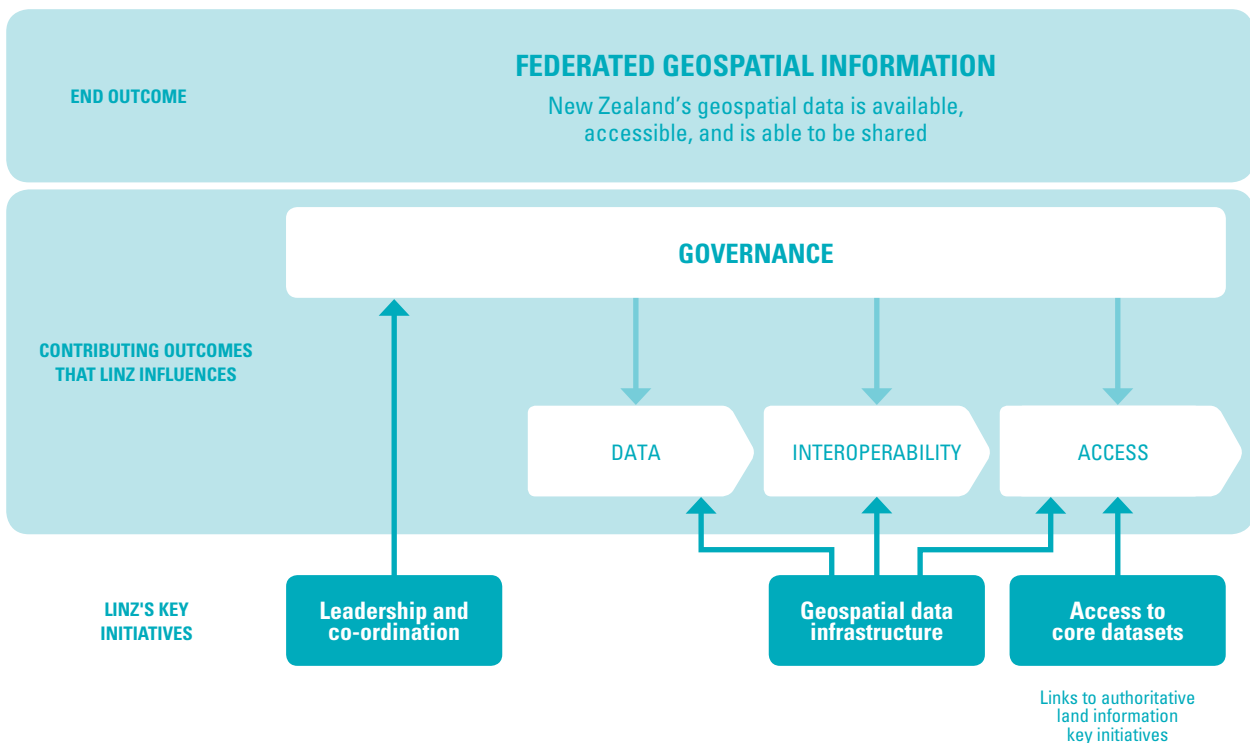 END OUTCOME
FEDERATED GEOSPATIAL INFORMATION
New Zealand's geospatial data is available,
accessible, and is able to be shared
CONTRIBUTING OUTCOMES
THAT LINZ INFLUENCES
GOVERNANCE
DATA
INTEROPERABILITY
ACCESS
LINZ'S KEY
INITIATIVES
Leadership and
co-ordination
Geospatial data
infrastructure
Access to
core datasets
Links to authoritative
land information
key initiatives